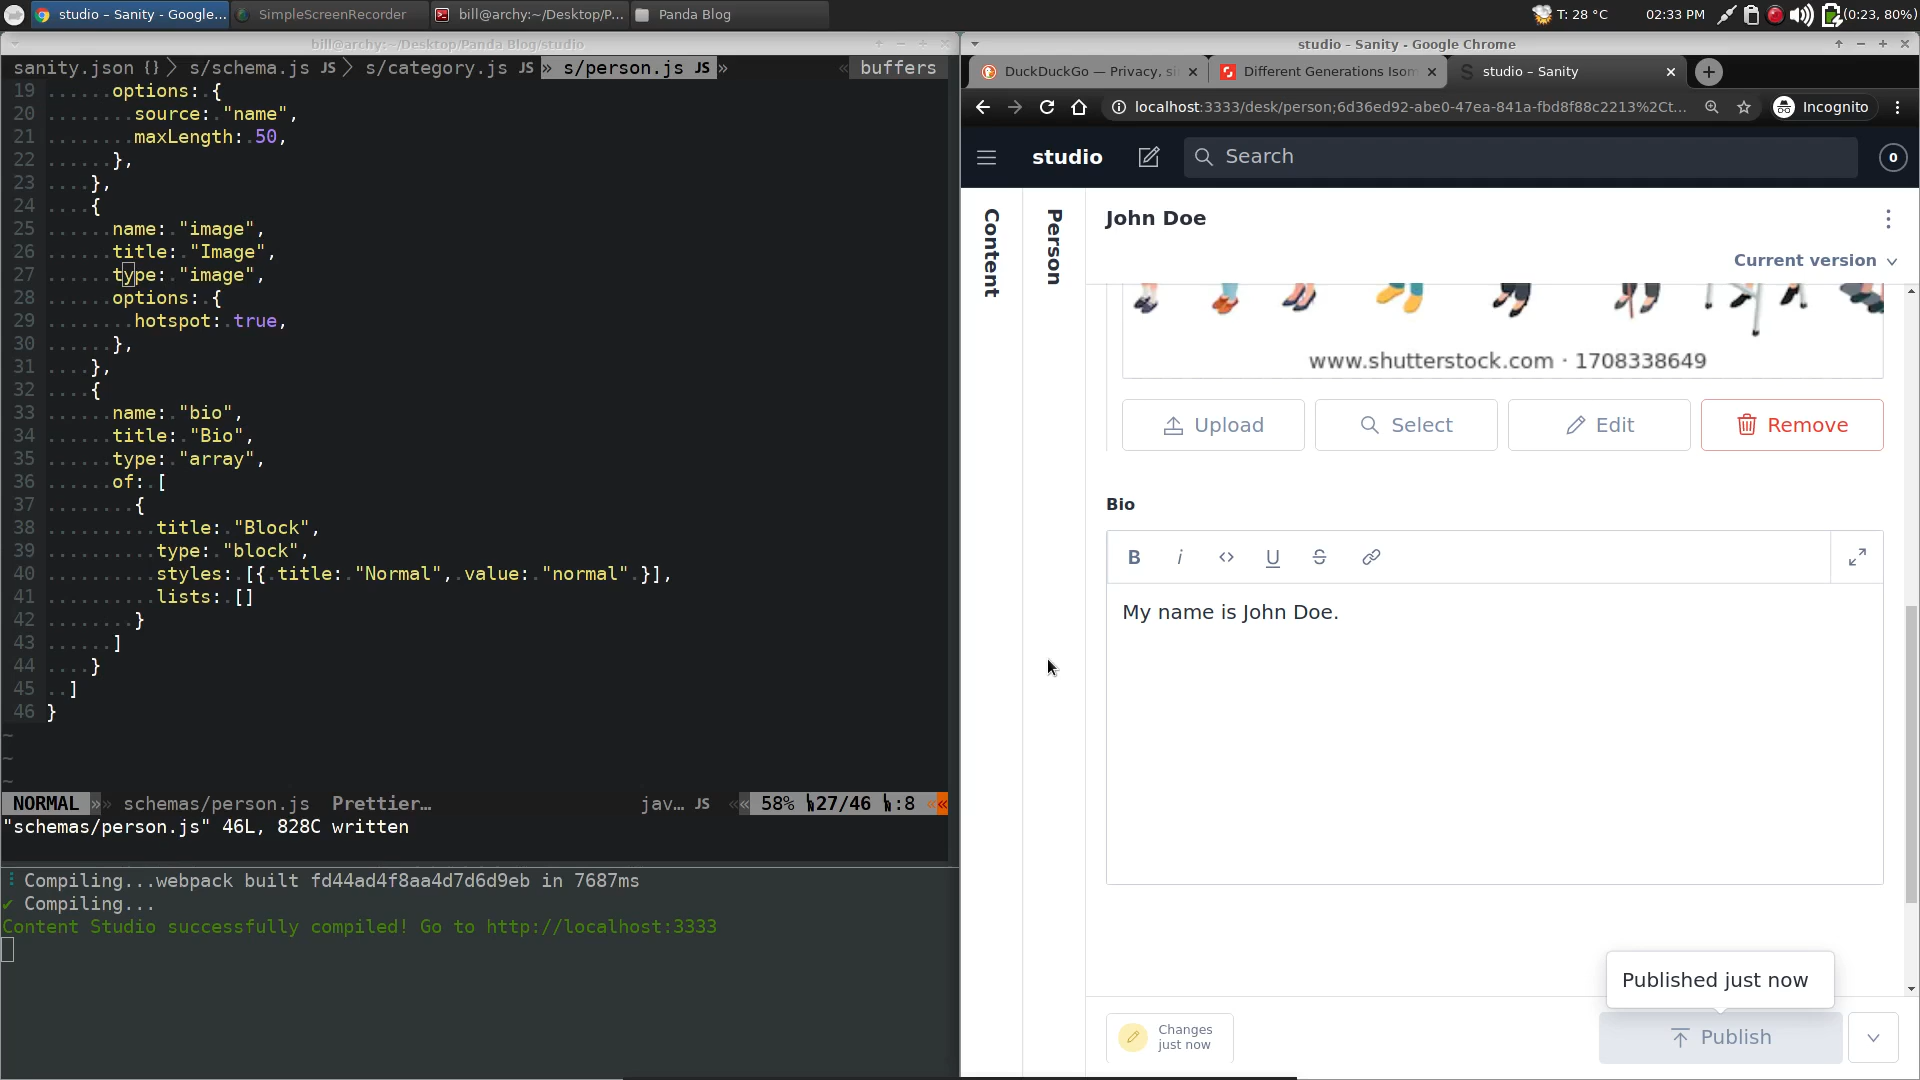 studio – Sanity - Google...
SimpleScreenRecorder
bill@archy:~/Desktop/P...
Panda Blog
T: 28 °C
02:33 PM
(0:23, 80%)
bill@archy:~/Desktop/Panda Blog/studio
sanity.json {} s/schema.js JS s/category.js JS » s/person.js JS » « buffers
19 ......options:.{
20 ........source:."name",
21 ........maxLength:.50,
22 ......},
23 ....},
24 ....{
25 ......name:."image",
26 ......title:."Image",
27 ......type:."image",
28 ......options:.{
29 ........hotspot:.true,
30 ......},
31 ....},
32 ....{
33 ......name:."bio",
34 ......title:."Bio",
35 ......type:."array",
36 ......of:.[
37 ........{
38 ..........title:."Block",
39 ..........type:."block",
40 ..........styles:.[{.title:."Normal",.value:."normal".}],
41 ..........lists:.[]
42 ........}
43 ......]
44 ....}
45 ..]
46 }
~
~
~
NORMAL » schemas/person.js Prettier… jav… JS «« 58% 27/46 :8 ««
"schemas/person.js" 46L, 828C written
Compiling...webpack built fd44ad4f8aa4d7d6d9eb in 7687ms
✓ Compiling...
Content Studio successfully compiled! Go to http://localhost:3333
studio - Sanity - Google Chrome
DuckDuckGo — Privacy, si
Different Generations Isom
studio – Sanity
localhost:3333/desk/person;6d36ed92-abe0-47ea-841a-fbd8f88c2213%2Ct...
Incognito
studio
Search
0
Content
Person
John Doe
Current version
www.shutterstock.com · 1708338649
Upload
Select
Edit
Remove
Bio
B i <> U S
My name is John Doe.
Published just now
Changes
just now
Publish